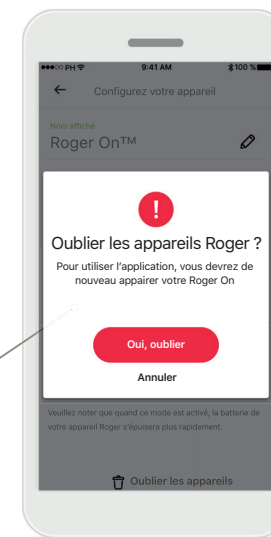 PH 9:41 AM 100 %
Configurez votre appareil
Nom affiché
Roger On™
!
Oublier les appareils Roger ?
Pour utiliser l'application, vous devrez de
nouveau appairer votre Roger On
Oui, oublier
Annuler
Veuillez noter que quand ce mode est activé, la batterie de
votre appareil Roger s'épuisera plus rapidement.
Oublier les appareils